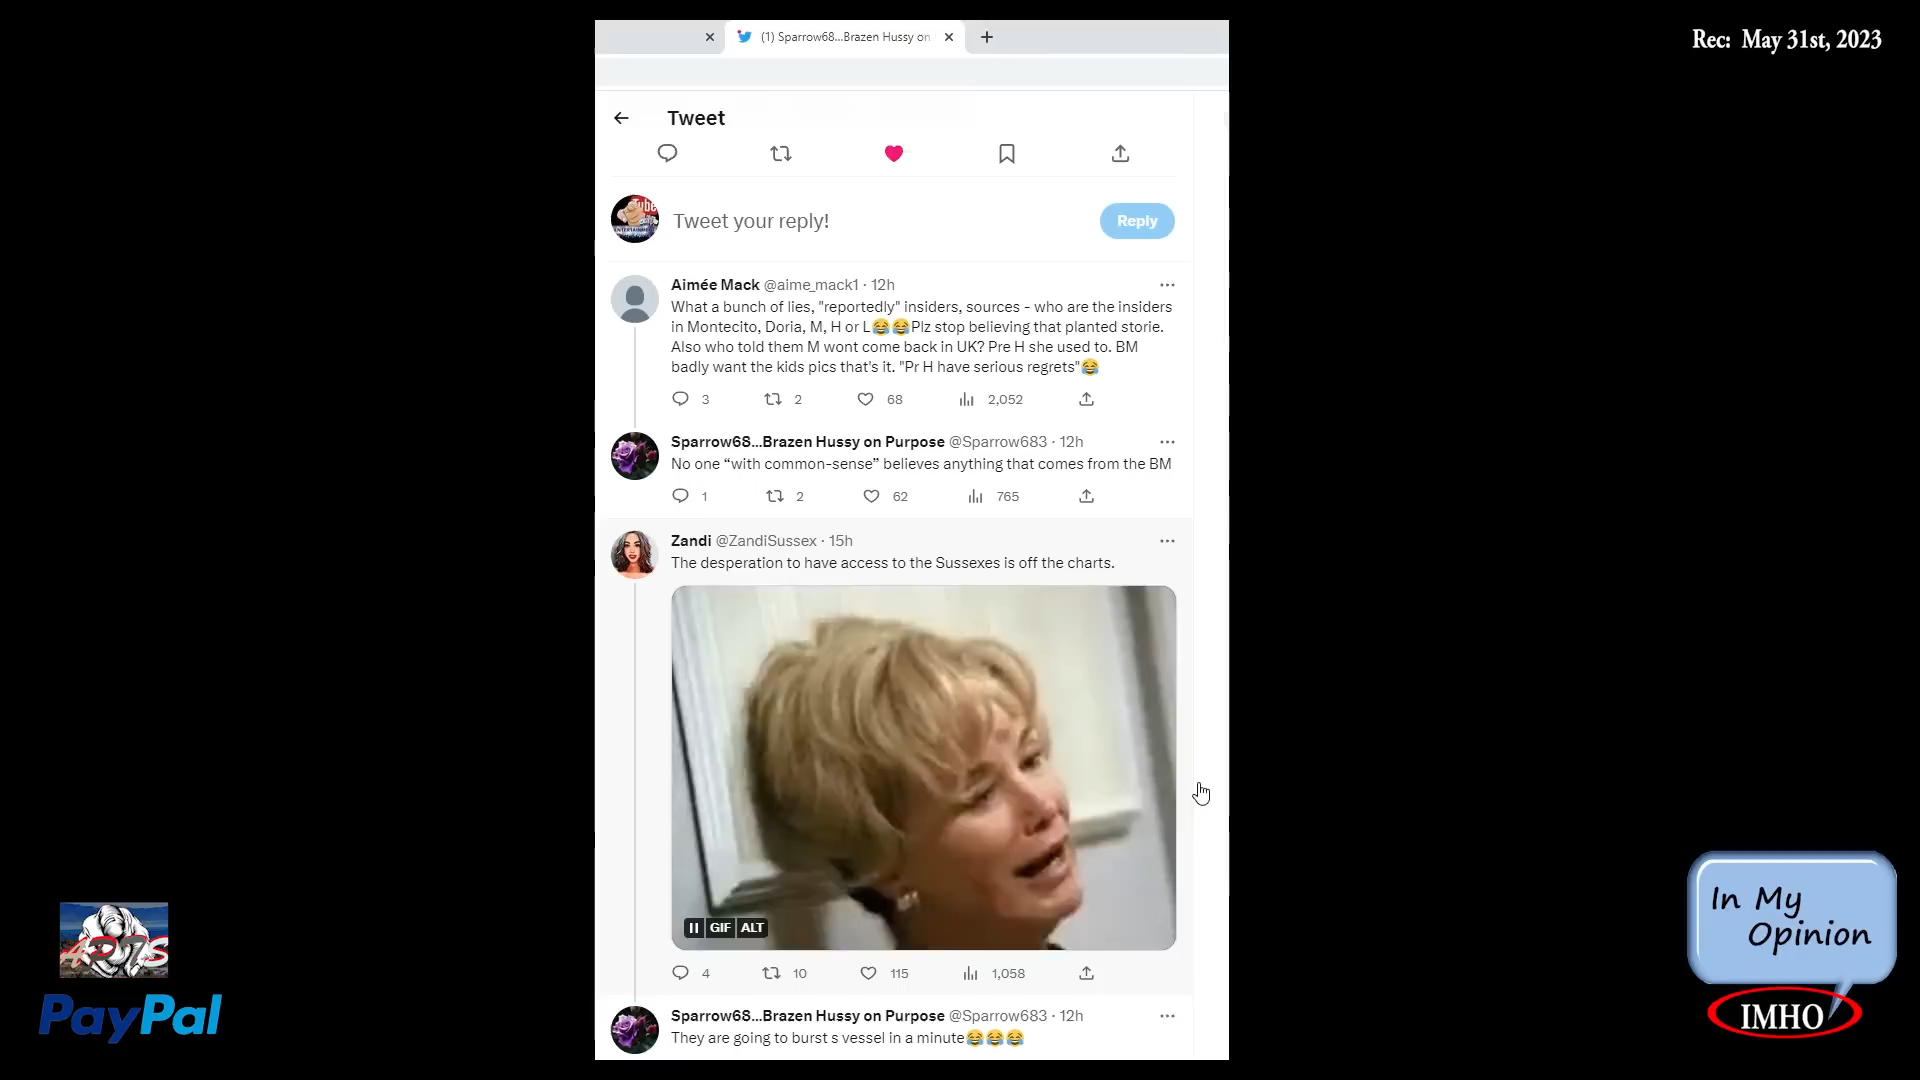 Rec: May 31st, 2023
(1) Sparrow68...Brazen Hussy on
Tweet
Tweet your reply!
Reply
Aimée Mack @aime_mack1 · 12h
What a bunch of lies, "reportedly" insiders, sources - who are the insiders
in Montecito, Doria, M, H or L😂😂Plz stop believing that planted storie.
Also who told them M wont come back in UK? Pre H she used to. BM
badly want the kids pics that's it. "Pr H have serious regrets"😂
3 2 68 2,052
Sparrow68...Brazen Hussy on Purpose @Sparrow683 · 12h
No one “with common-sense” believes anything that comes from the BM
1 2 62 765
Zandi @ZandiSussex · 15h
The desperation to have access to the Sussexes is off the charts.
GIF ALT
4 10 115 1,058
Sparrow68...Brazen Hussy on Purpose @Sparrow683 · 12h
They are going to burst s vessel in a minute😂😂😂
PayPal
In My
Opinion
IMHO